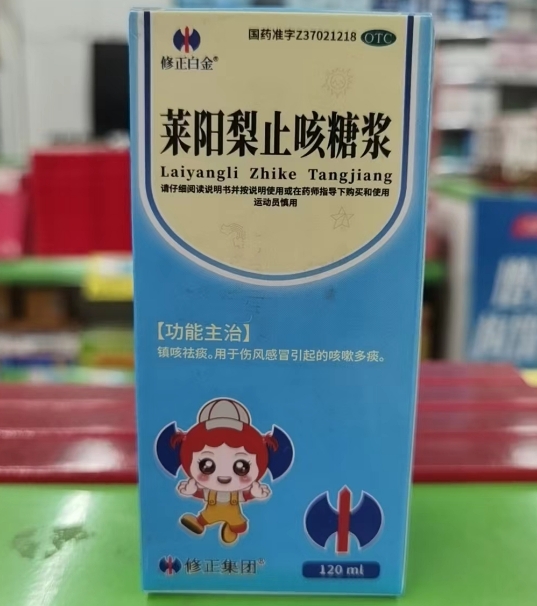 国药准字Z37021218 OTC
修正白金®
莱阳梨止咳糖浆
Laiyangli Zhike Tangjiang
请仔细阅读说明书并按说明使用或在药师指导下购买和使用
运动员慎用
【功能主治】
镇咳祛痰。用于伤风感冒引起的咳嗽多痰。
修正集团®
120 ml